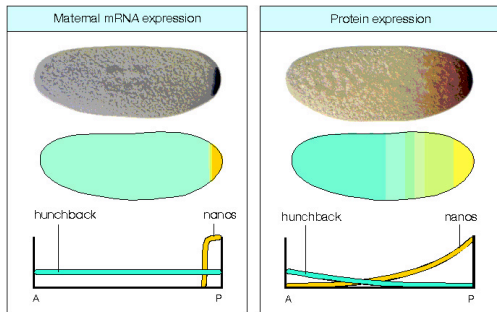 Maternal mRNA expression
hunchback
nanos
A
P
Protein expression
hunchback
nanos
A
P